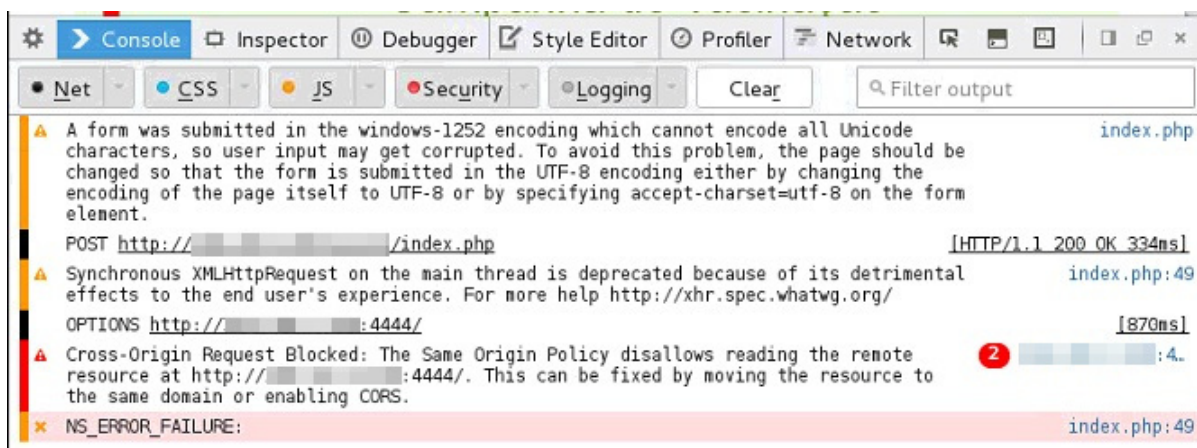 Console Inspector Debugger Style Editor Profiler Network
Net CSS JS Security Logging Clear Filter output
A form was submitted in the windows-1252 encoding which cannot encode all Unicode index.php
characters, so user input may get corrupted. To avoid this problem, the page should be
changed so that the form is submitted in the UTF-8 encoding either by changing the
encoding of the page itself to UTF-8 or by specifying accept-charset=utf-8 on the form
element.
POST http:// /index.php [HTTP/1.1 200 OK 334ms]
Synchronous XMLHttpRequest on the main thread is deprecated because of its detrimental index.php:49
effects to the end user's experience. For more help http://xhr.spec.whatwg.org/
OPTIONS http:// :4444/ [870ms]
Cross-Origin Request Blocked: The Same Origin Policy disallows reading the remote 2 :4…
resource at http:// :4444/. This can be fixed by moving the resource to
the same domain or enabling CORS.
NS_ERROR_FAILURE: index.php:49